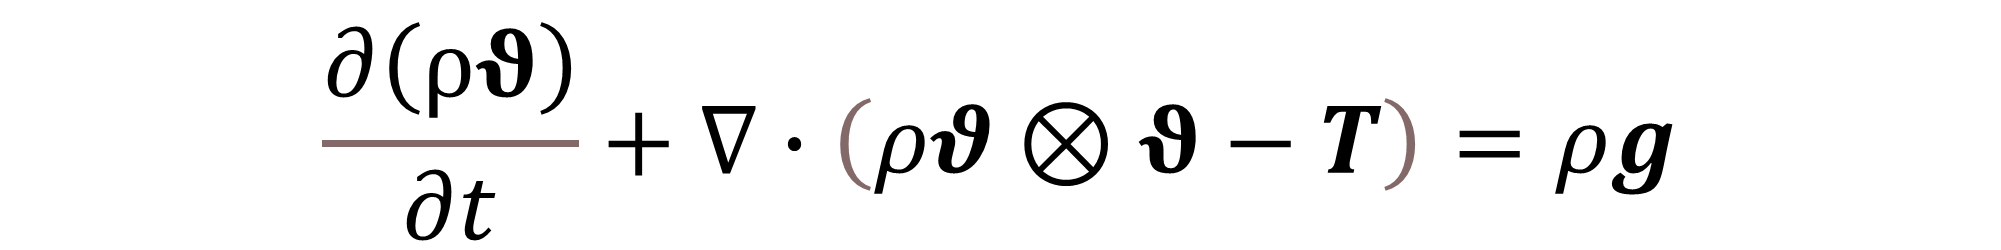 ∂(ρϑ)/∂t + ∇ · (ρϑ ⊗ ϑ − T) = ρg